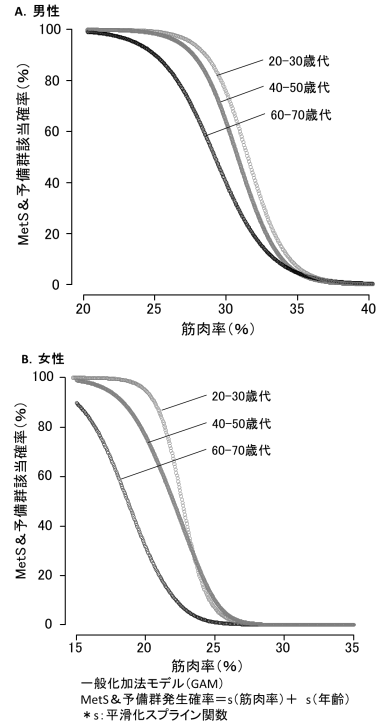 A. 男性
100
80
60
40
20
0
MetS＆予備群該当確率(%)
20-30歳代
40-50歳代
60-70歳代
20 25 30 35 40
筋肉率(%)
B. 女性
100
80
60
40
20
0
MetS＆予備群該当確率(%)
20-30歳代
40-50歳代
60-70歳代
15 20 25 30 35
筋肉率(%)
一般化加法モデル(GAM)
MetS＆予備群発生確率＝s(筋肉率)＋ s(年齢)
＊s：平滑化スプライン関数